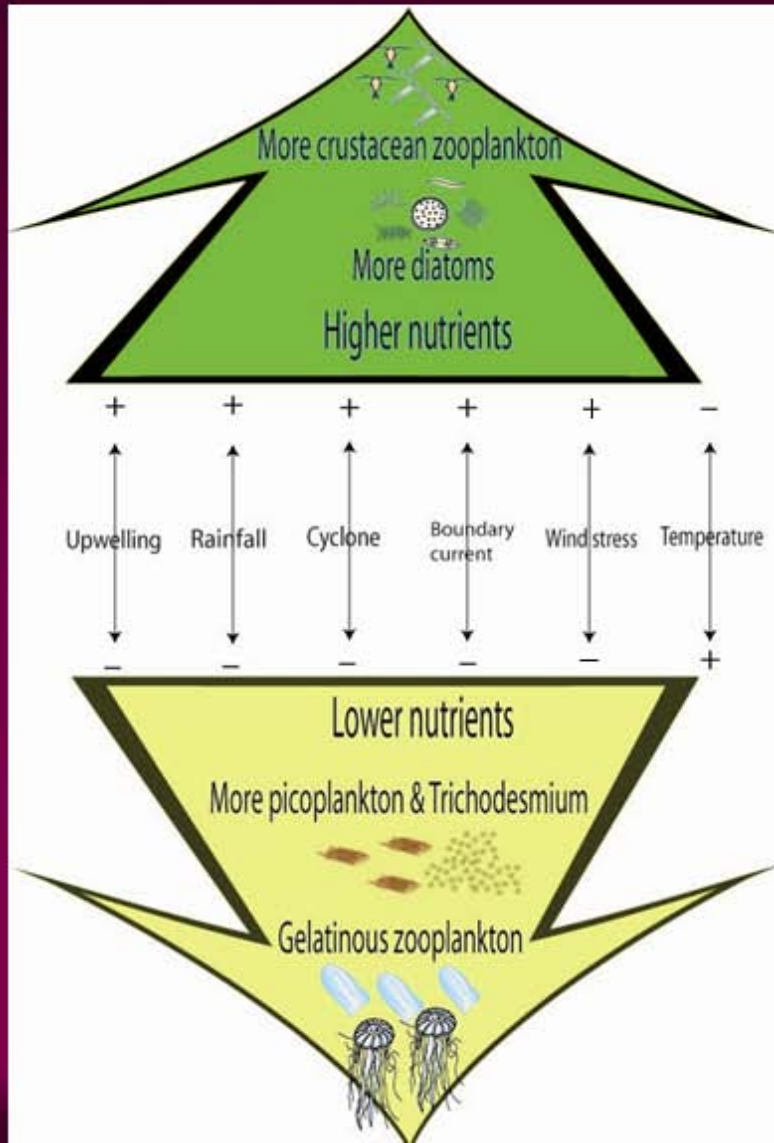 More crustacean zooplankton
More diatoms
Higher nutrients
+ + + + + –
Upwelling Rainfall Cyclone Boundary current Wind stress Temperature
– – – – – +
Lower nutrients
More picoplankton & Trichodesmium
Gelatinous zooplankton